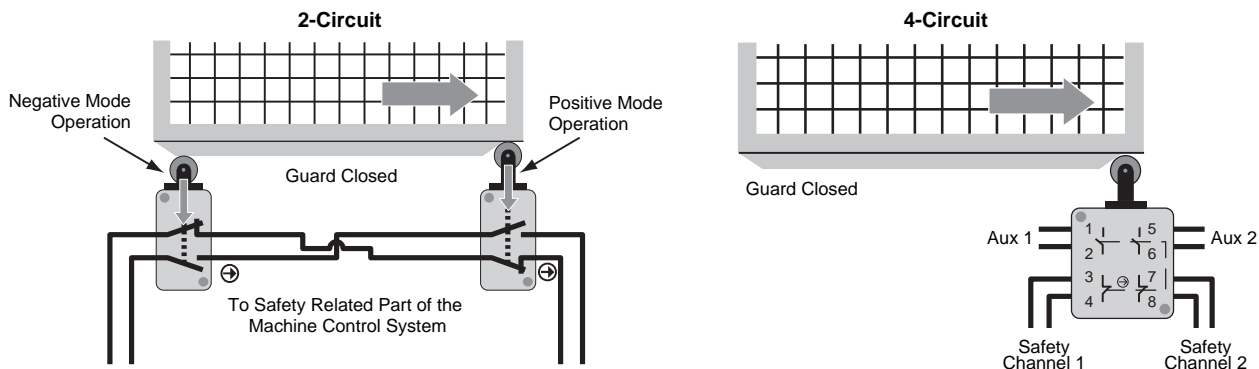 2-Circuit
Negative Mode
Operation
Positive Mode
Operation
Guard Closed
To Safety Related Part of the
Machine Control System
4-Circuit
Guard Closed
Aux 1
1 5
2 6
Aux 2
3 7
4 8
Safety
Channel 1
Safety
Channel 2